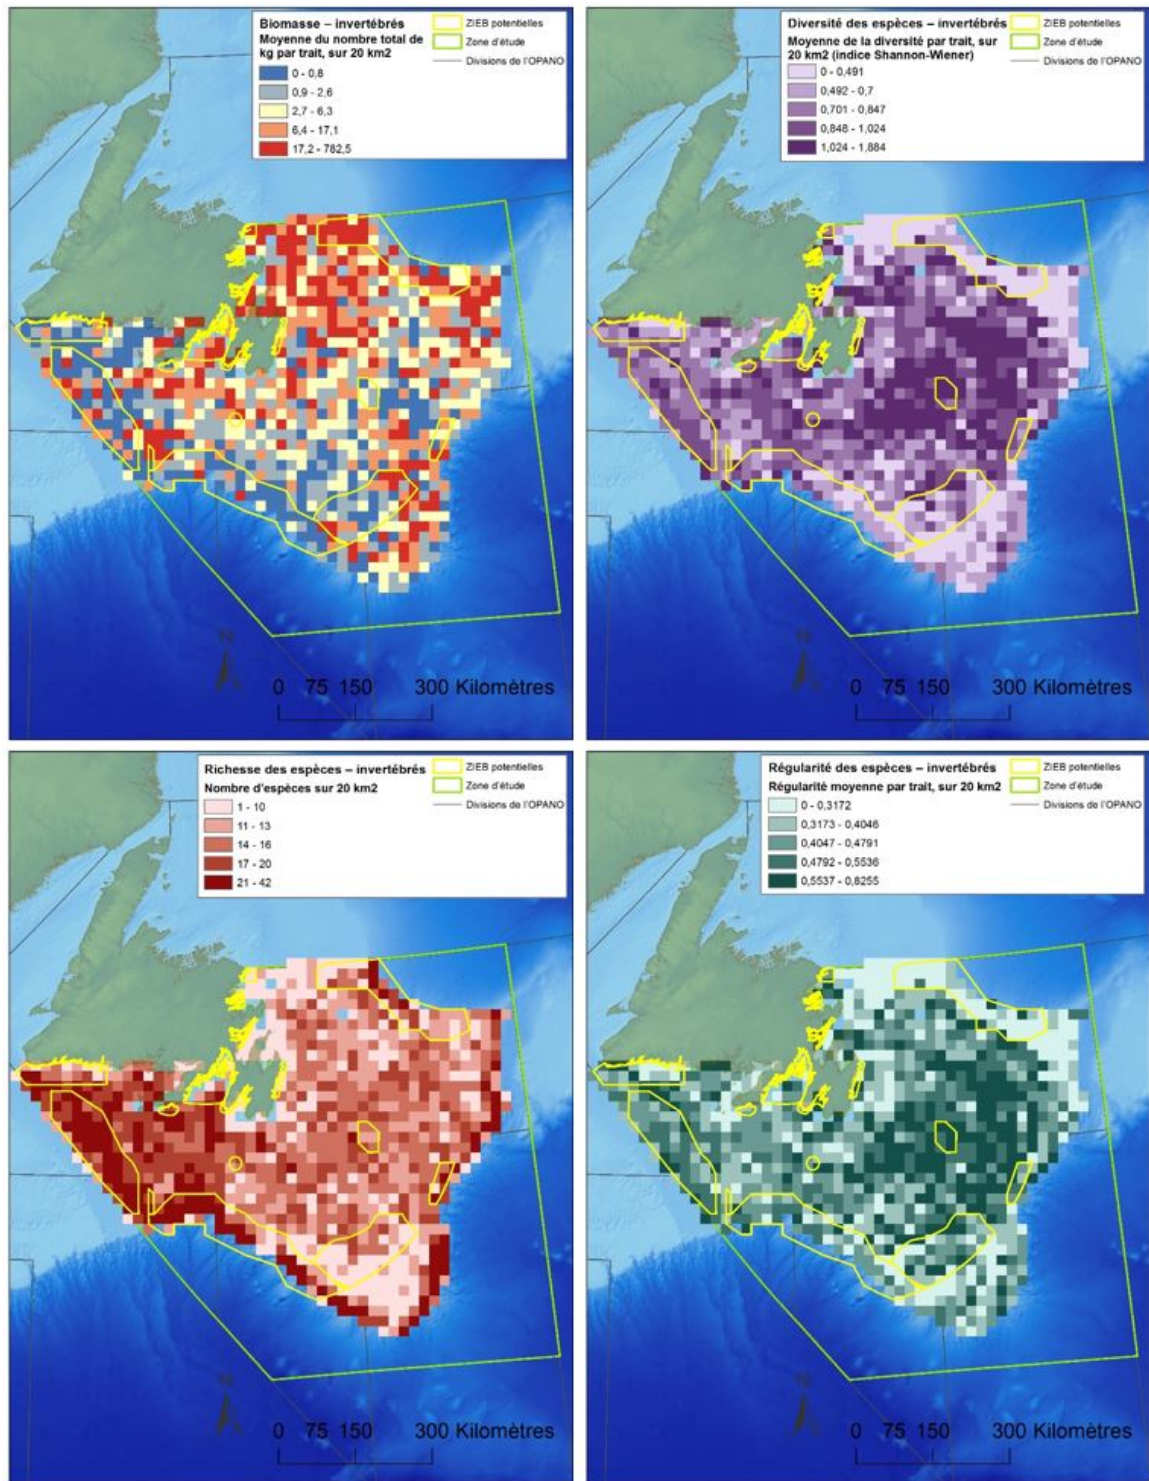 Biomasse – invertébrés
Moyenne du nombre total de
kg par trait, sur 20 km2
0 - 0,8
0,9 - 2,6
2,7 - 6,3
6,4 - 17,1
17,2 - 782,5
ZIEB potentielles
Zone d'étude
Divisions de l'OPANO
N
0 75 150 300 Kilomètres
Diversité des espèces – invertébrés
Moyenne de la diversité par trait, sur
20 km2 (indice Shannon-Wiener)
0 - 0,491
0,492 - 0,7
0,701 - 0,847
0,848 - 1,024
1,024 - 1,884
ZIEB potentielles
Zone d'étude
Divisions de l'OPANO
N
0 75 150 300 Kilomètres
Richesse des espèces – invertébrés
Nombre d'espèces sur 20 km2
1 - 10
11 - 13
14 - 16
17 - 20
21 - 42
ZIEB potentielles
Zone d'étude
Divisions de l'OPANO
N
0 75 150 300 Kilomètres
Régularité des espèces – invertébrés
Régularité moyenne par trait, sur 20 km2
0 - 0,3172
0,3173 - 0,4046
0,4047 - 0,4791
0,4792 - 0,5536
0,5537 - 0,8255
ZIEB potentielles
Zone d'étude
Divisions de l'OPANO
N
0 75 150 300 Kilomètres